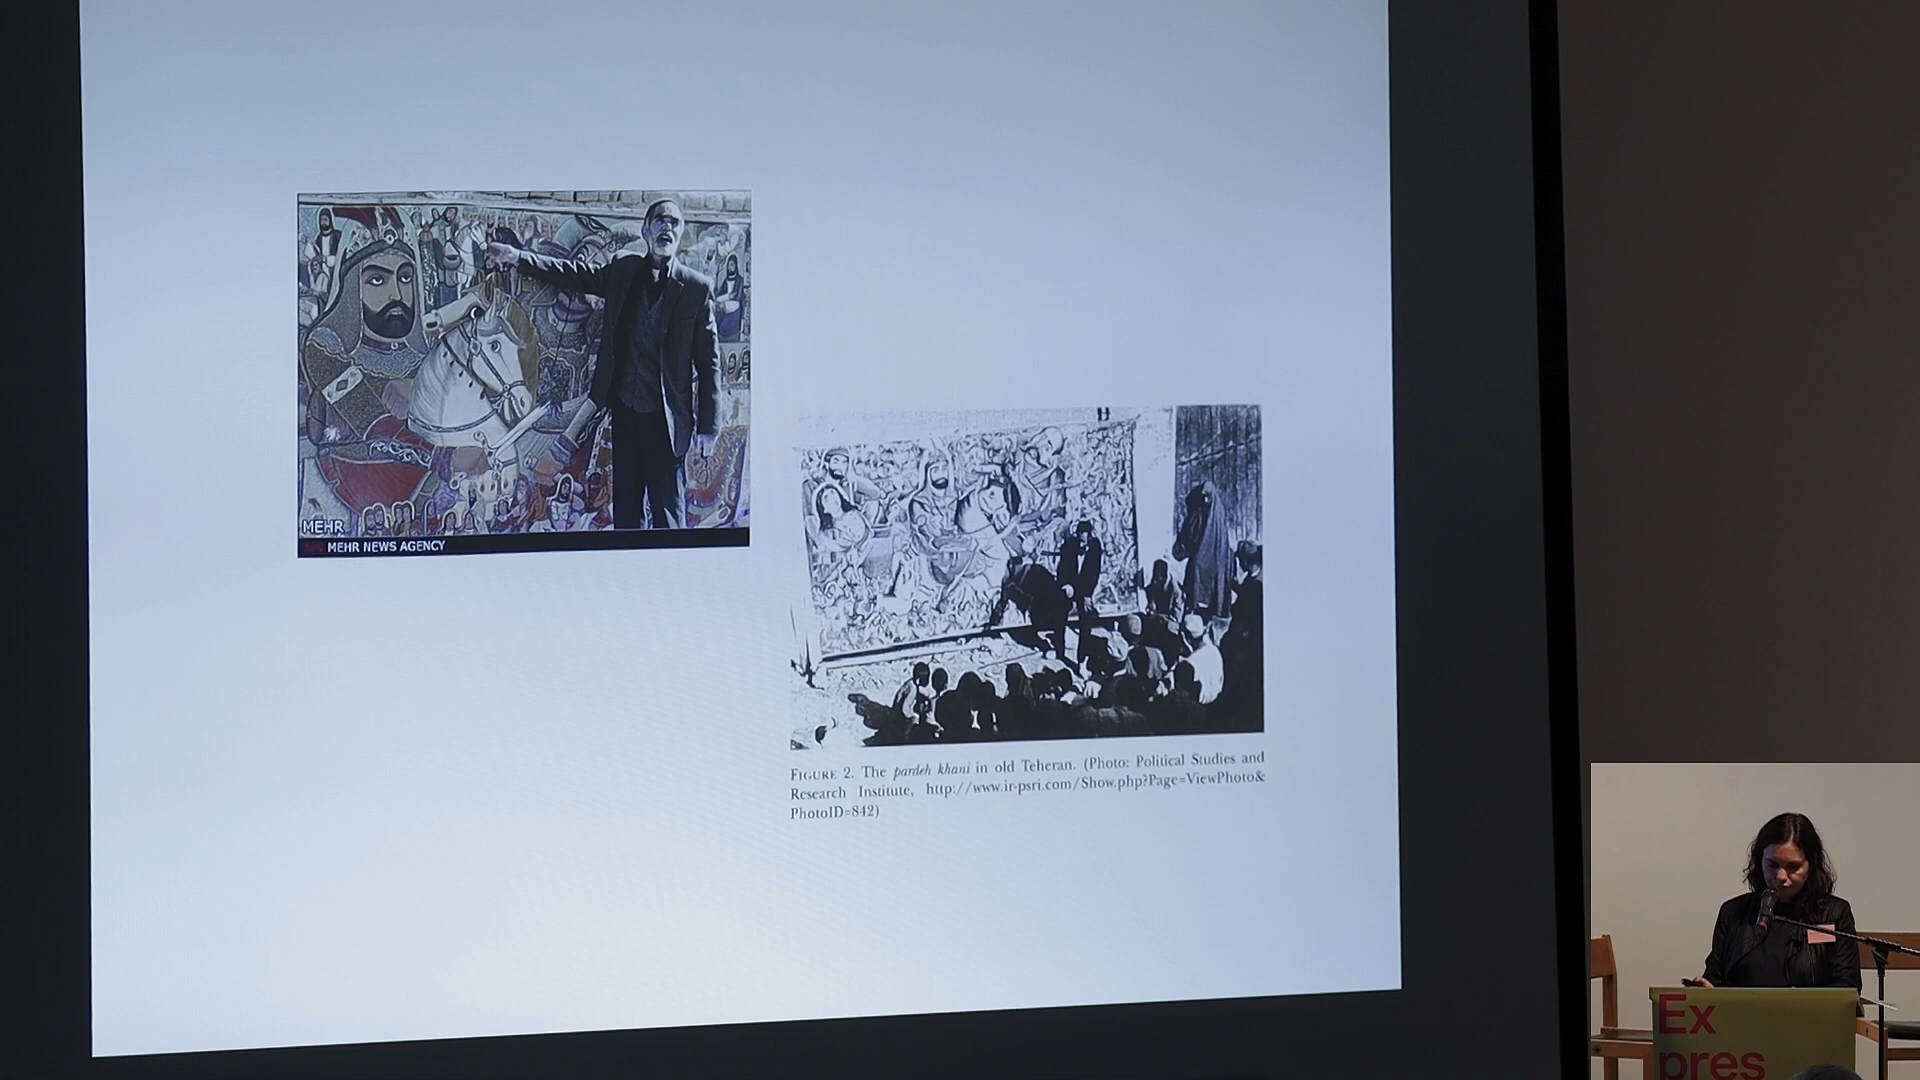 MEHR
MEHR NEWS AGENCY
FIGURE 2. The pardeh khani in old Teheran. (Photo: Political Studies and
Research Institute, http://www.ir-psri.com/Show.php?Page=ViewPhoto&
PhotoID=842)
Ex
pres